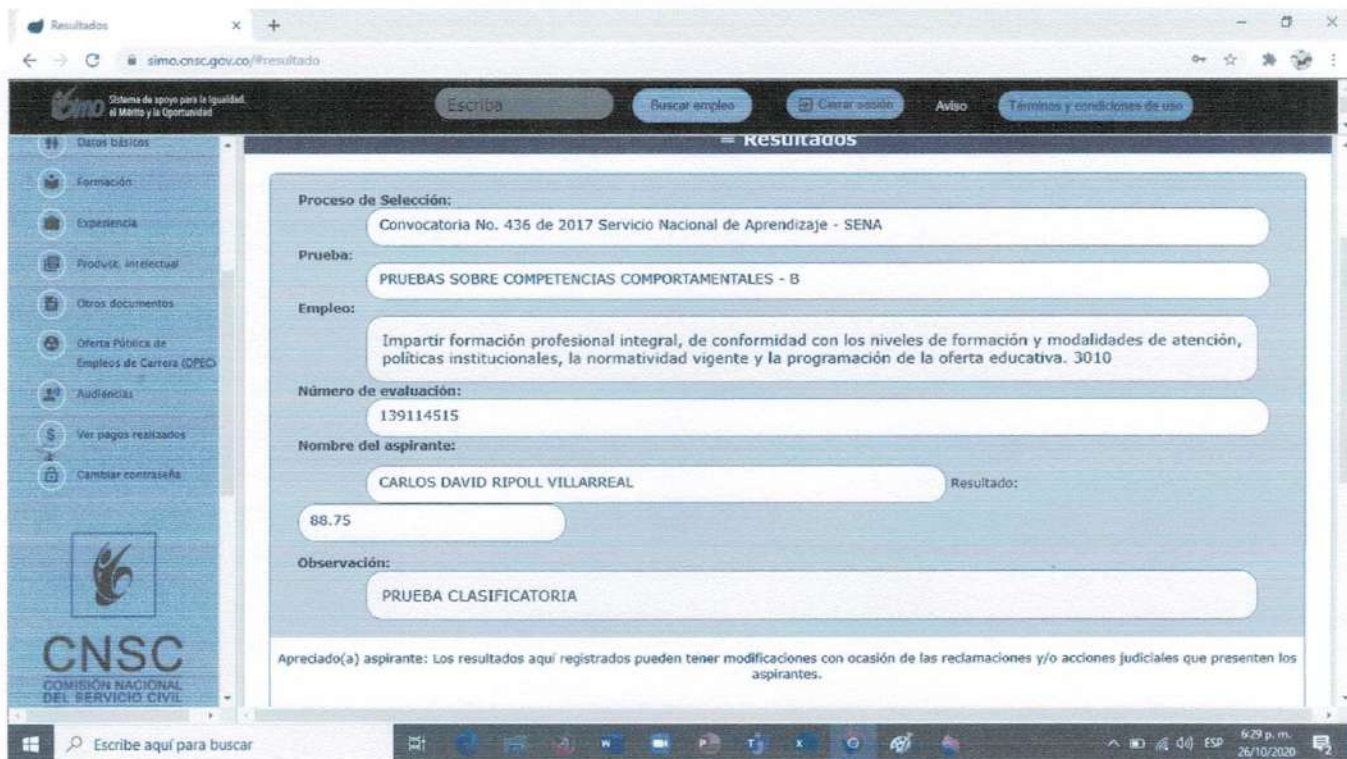 Resultados
simo.cnsc.gov.co/#resultado
simo
Sistema de apoyo para la Igualdad,
el Mérito y la Oportunidad
Escriba
Buscar empleo
Cerrar sesión
Aviso
Términos y condiciones de uso
Datos básicos
Formación
Experiencia
Product. intelectual
Otros documentos
Oferta Pública de
Empleos de Carrera (OPEC)
Audiencias
Ver pagos realizados
Cambiar contraseña
CNSC
COMISIÓN NACIONAL
DEL SERVICIO CIVIL
Resultados
Proceso de Selección:
Convocatoria No. 436 de 2017 Servicio Nacional de Aprendizaje - SENA
Prueba:
PRUEBAS SOBRE COMPETENCIAS COMPORTAMENTALES - B
Empleo:
Impartir formación profesional integral, de conformidad con los niveles de formación y modalidades de atención,
políticas institucionales, la normatividad vigente y la programación de la oferta educativa. 3010
Número de evaluación:
139114515
Nombre del aspirante:
CARLOS DAVID RIPOLL VILLARREAL
Resultado:
88.75
Observación:
PRUEBA CLASIFICATORIA
Apreciado(a) aspirante: Los resultados aquí registrados pueden tener modificaciones con ocasión de las reclamaciones y/o acciones judiciales que presenten los
aspirantes.
Escribe aquí para buscar
ESP
6:29 p. m.
26/10/2020